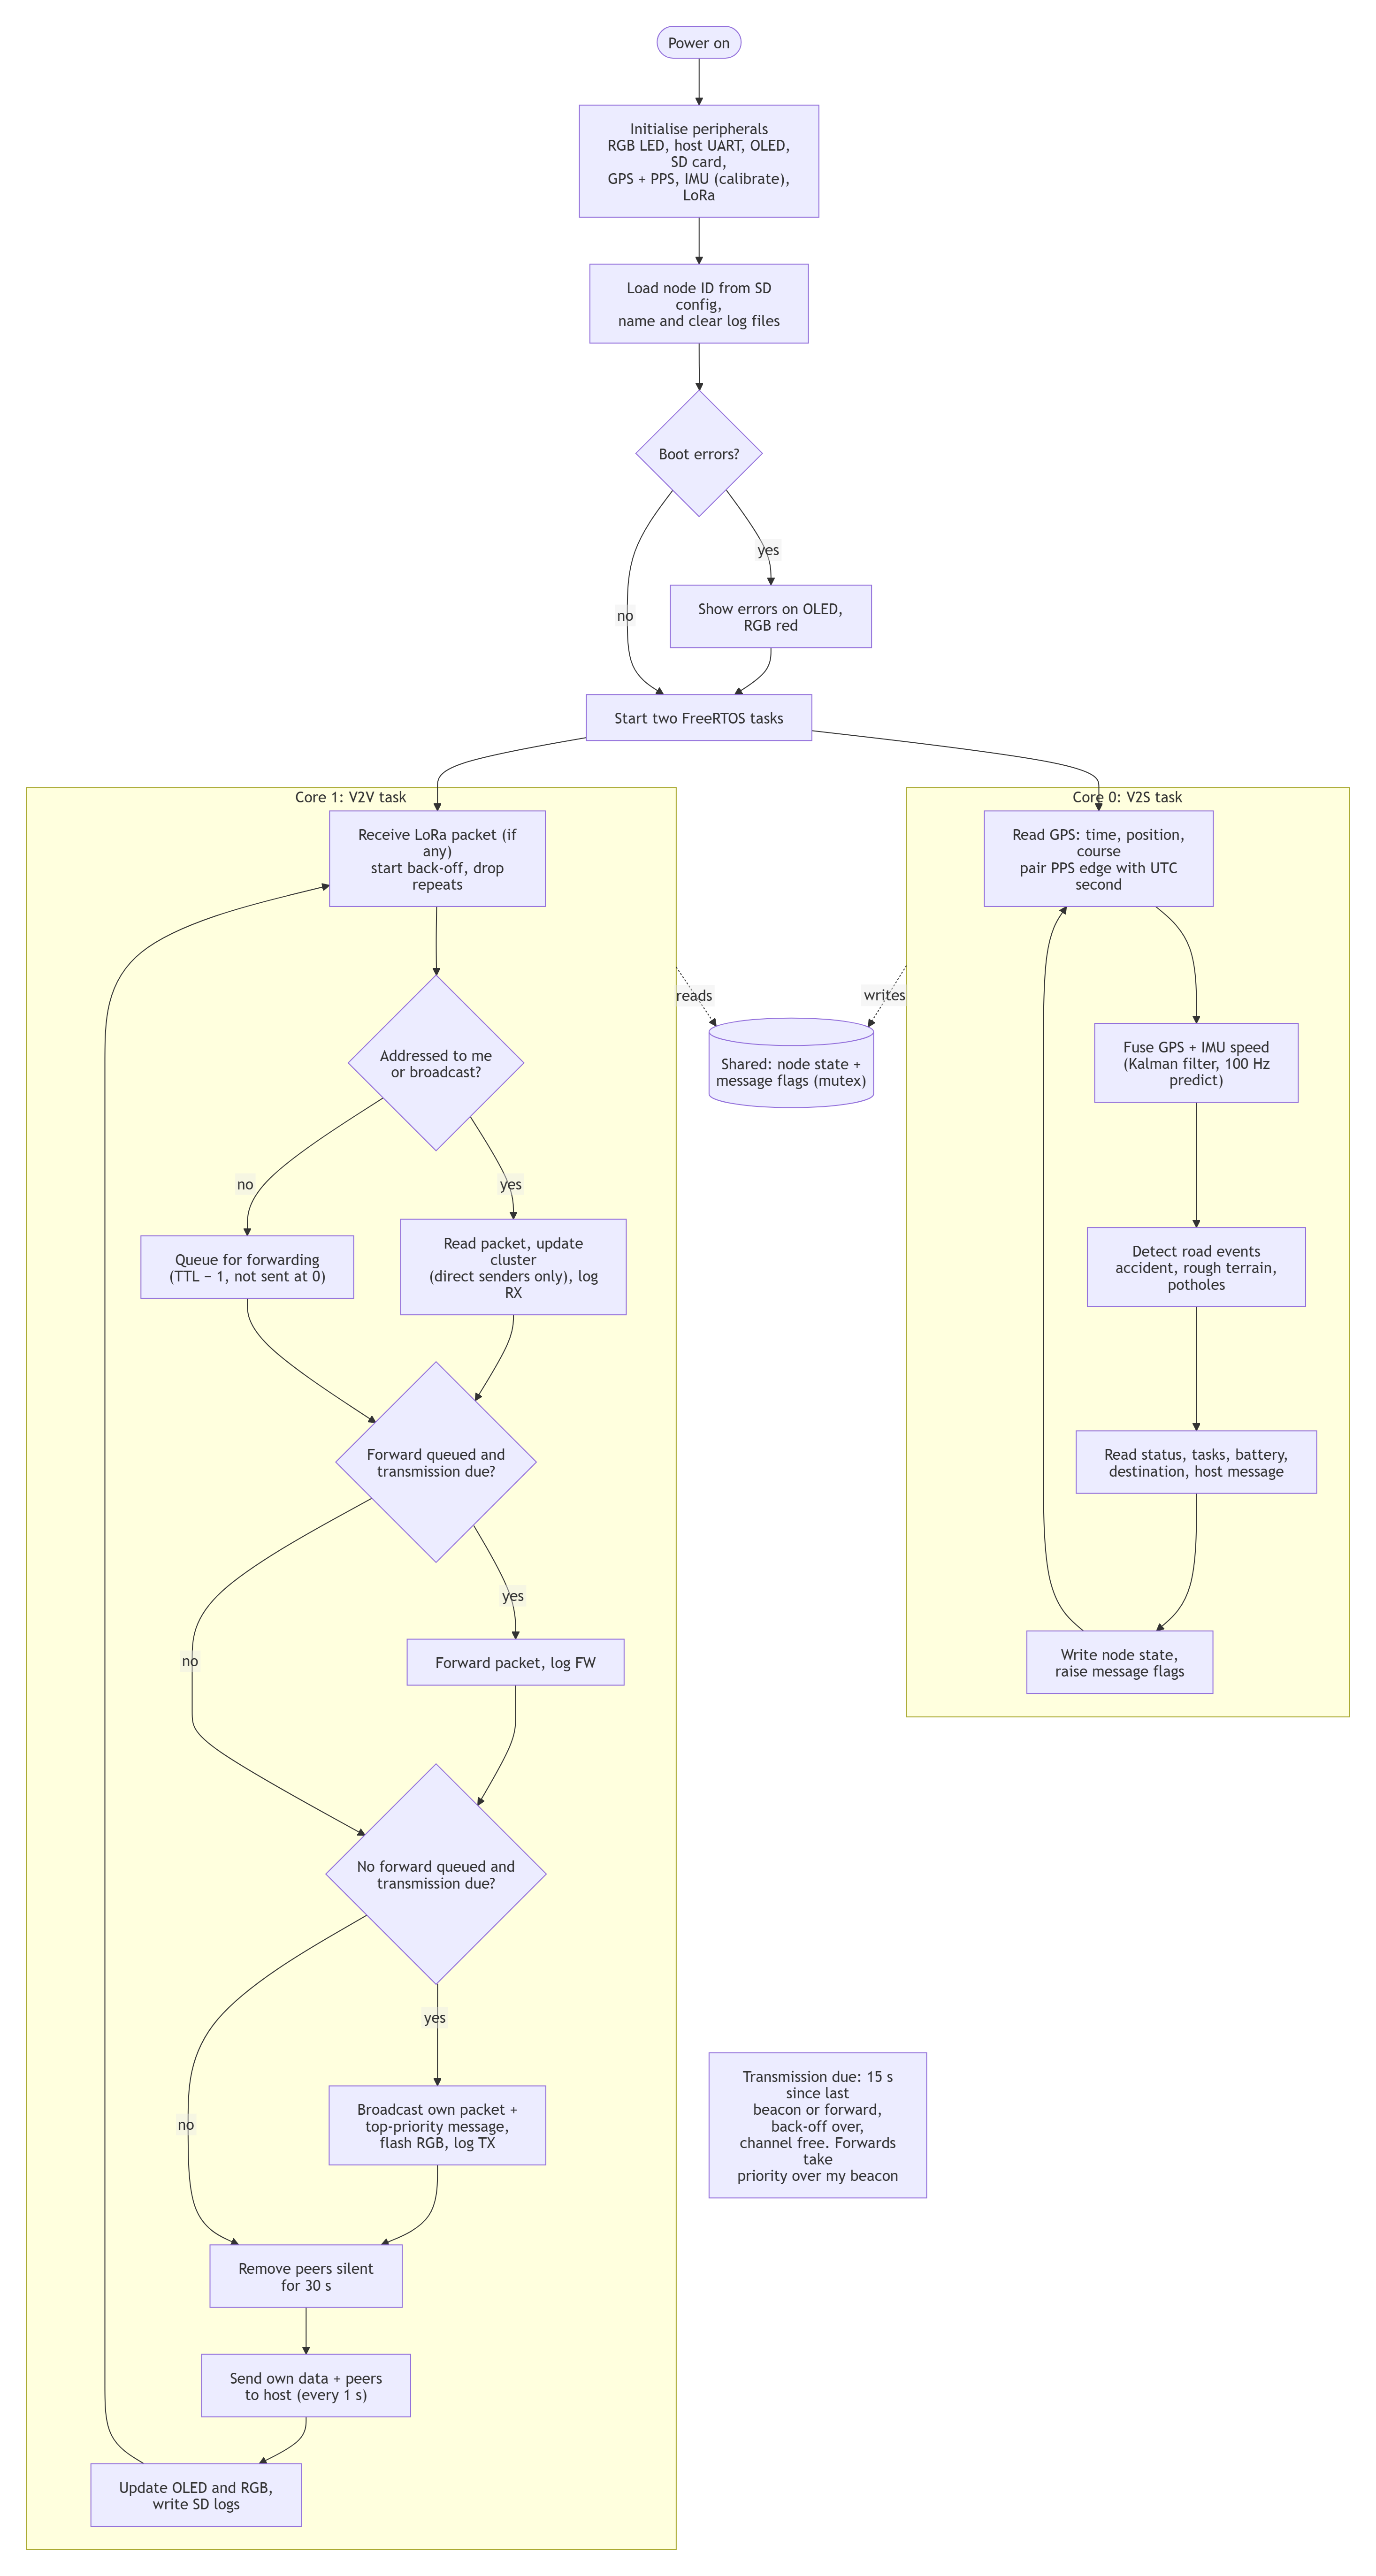 Power on
Initialise peripherals
RGB LED, host UART, OLED,
SD card,
GPS + PPS, IMU (calibrate),
LoRa
Load node ID from SD
config,
name and clear log files
Boot errors?
yes
no
Show errors on OLED,
RGB red
Start two FreeRTOS tasks
Core 1: V2V task
Receive LoRa packet (if
any)
start back-off, drop
repeats
Addressed to me
or broadcast?
no
yes
Queue for forwarding
(TTL − 1, not sent at 0)
Read packet, update
cluster
(direct senders only), log
RX
Forward queued and
transmission due?
yes
no
Forward packet, log FW
No forward queued and
transmission due?
yes
no
Broadcast own packet +
top-priority message,
flash RGB, log TX
Remove peers silent
for 30 s
Send own data + peers
to host (every 1 s)
Update OLED and RGB,
write SD logs
reads
writes
Shared: node state +
message flags (mutex)
Core 0: V2S task
Read GPS: time, position,
course
pair PPS edge with UTC
second
Fuse GPS + IMU speed
(Kalman filter, 100 Hz
predict)
Detect road events
accident, rough terrain,
potholes
Read status, tasks, battery,
destination, host message
Write node state,
raise message flags
Transmission due: 15 s
since last
beacon or forward,
back-off over,
channel free. Forwards
take
priority over my beacon